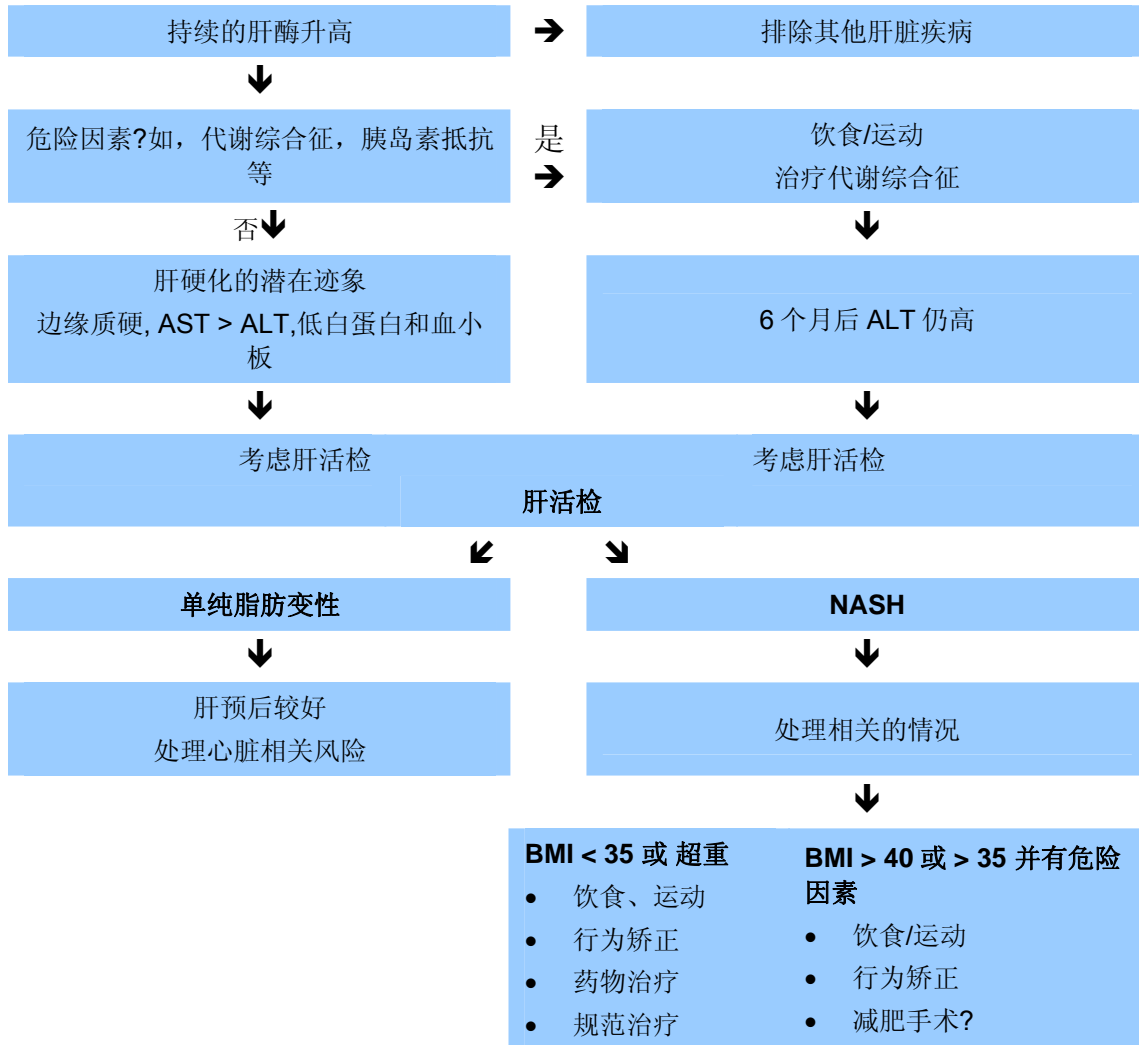 持续的肝酶升高
排除其他肝脏疾病
危险因素?如，代谢综合征，胰岛素抵抗
等
是
饮食/运动
治疗代谢综合征
否
肝硬化的潜在迹象
边缘质硬, AST > ALT,低白蛋白和血小
板
6 个月后 ALT 仍高
考虑肝活检
考虑肝活检
肝活检
单纯脂肪变性
NASH
肝预后较好
处理心脏相关风险
处理相关的情况
BMI < 35 或 超重
• 饮食、运动
• 行为矫正
• 药物治疗
• 规范治疗
BMI > 40 或 > 35 并有危险
因素
• 饮食/运动
• 行为矫正
• 减肥手术?